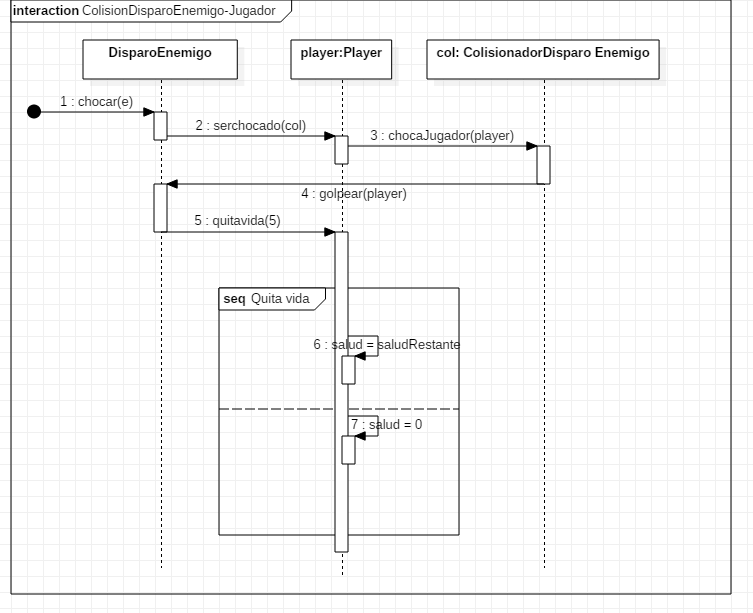 interaction ColisionDisparoEnemigo-Jugador
DisparoEnemigo
player:Player
col: ColisionadorDisparo Enemigo
1 : chocar(e)
2 : serchocado(col)
3 : chocaJugador(player)
4 : golpear(player)
5 : quitavida(5)
seq Quita vida
6 : salud = saludRestante
7 : salud = 0